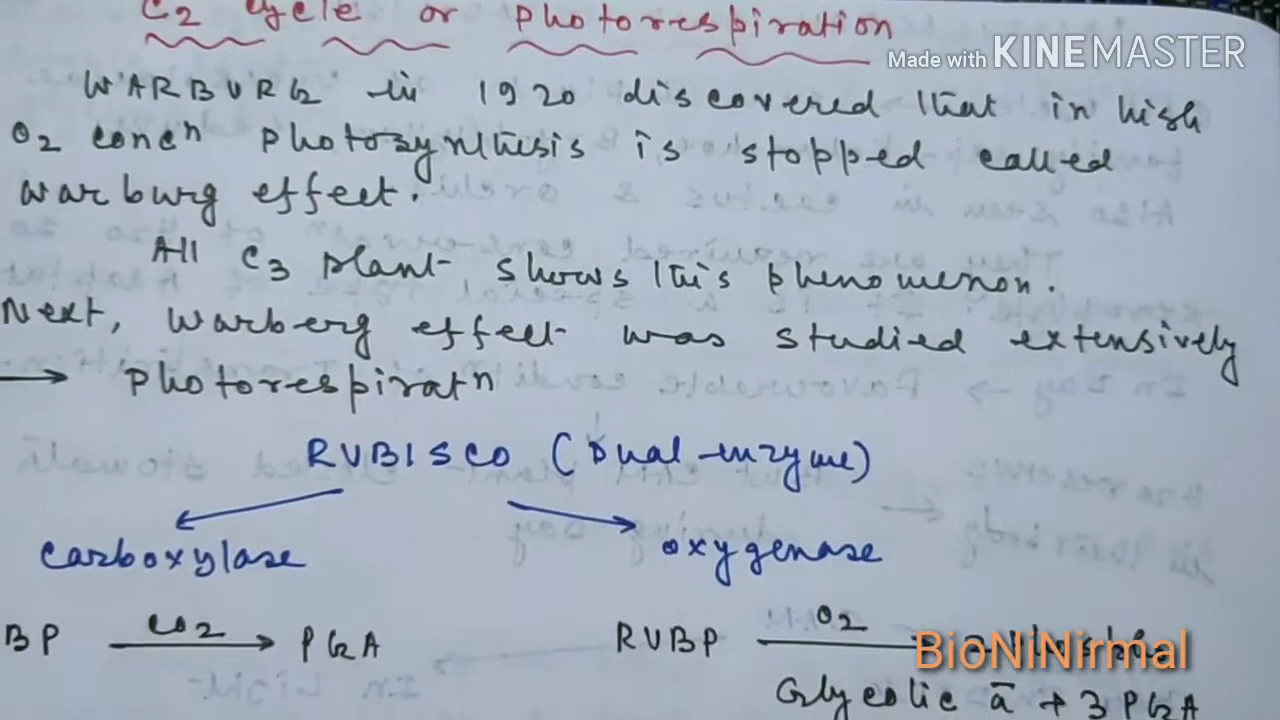 C2 Cycle or Photorespiration
Made with KINEMASTER
WARBURG in 1920 discovered that in high
O2 concn photosynthesis is stopped called
warburg effect.
All C3 plant shows this phenomenon.
Next, Warberg effect was studied extensively
→ Photorespiratn
RUBISCO (Dual enzyme)
carboxylase oxygenase
BP CO2 → PGA RUBP O2 →
BioNiNirmal
Glycolic ā + 3 PGA